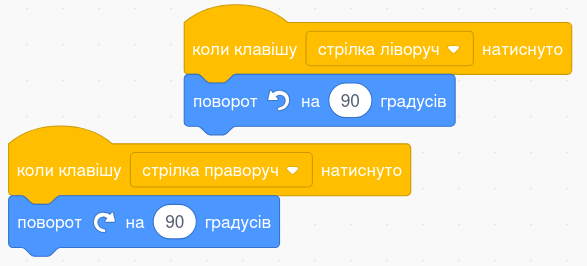 коли клавішу стрілка ліворуч натиснуто
поворот на 90 градусів
коли клавішу стрілка праворуч натиснуто
поворот на 90 градусів